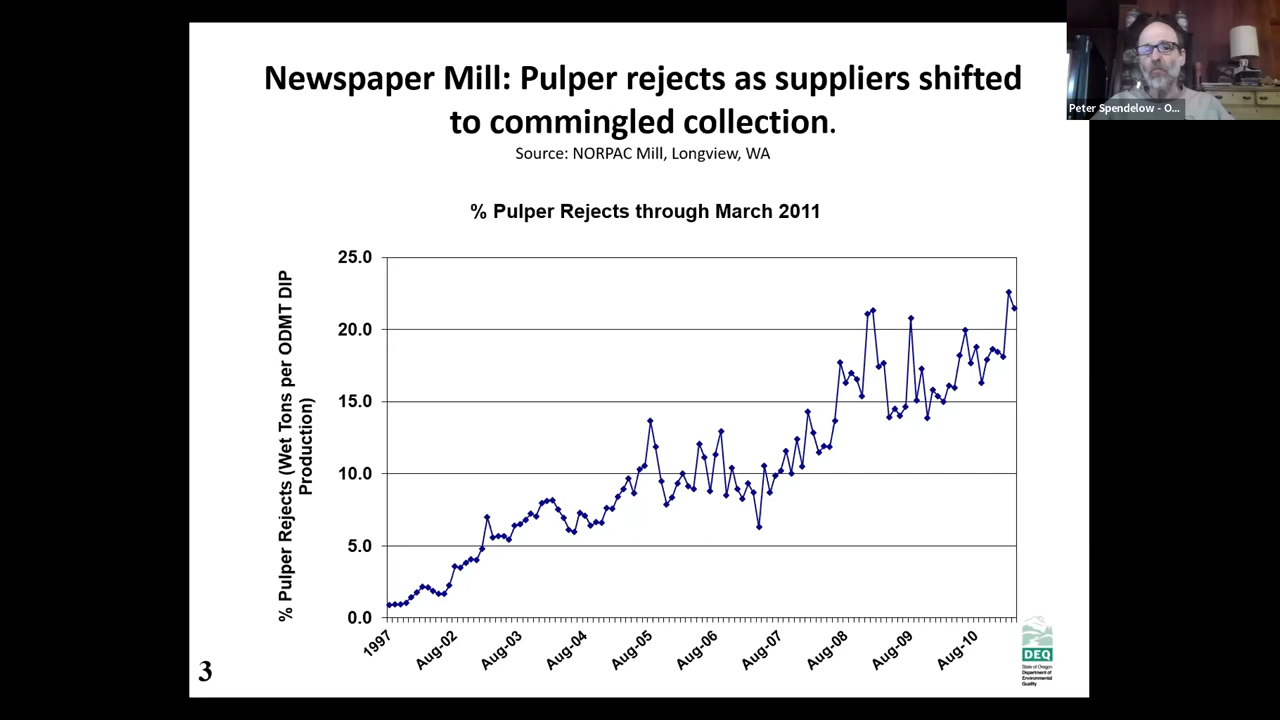 Newspaper Mill: Pulper rejects as suppliers shifted
to commingled collection.
Source: NORPAC Mill, Longview, WA
Peter Spendelow - O...
% Pulper Rejects through March 2011
% Pulper Rejects (Wet Tons per ODMT DIP
Production)
25.0
20.0
15.0
10.0
5.0
0.0
1997
Aug-02
Aug-03
Aug-04
Aug-05
Aug-06
Aug-07
Aug-08
Aug-09
Aug-10
3
DEQ
State of Oregon
Department of
Environmental
Quality